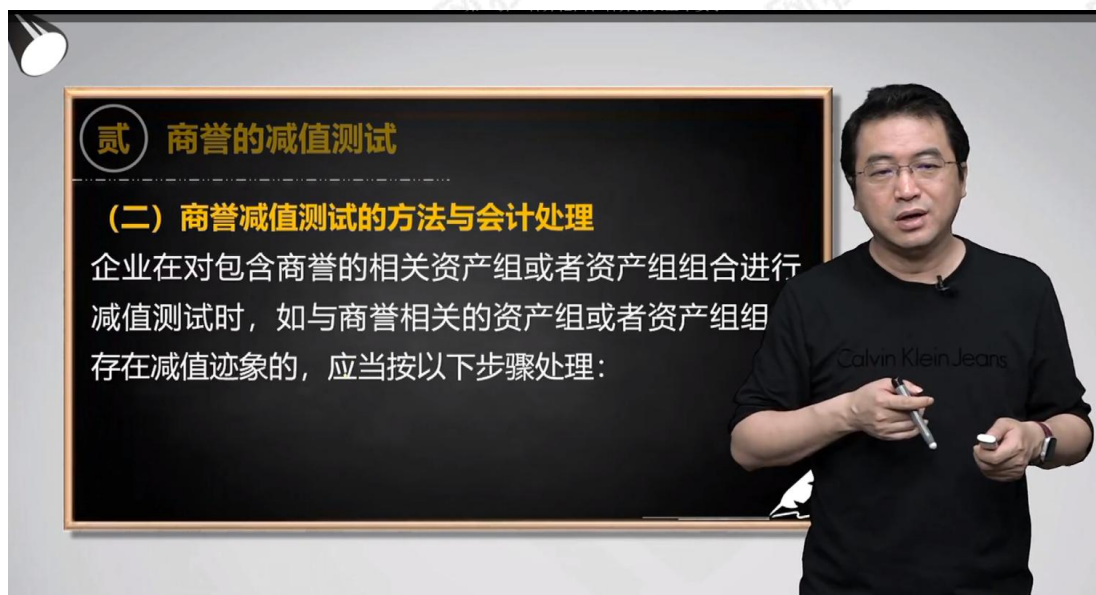 贰 商誉的减值测试
（二）商誉减值测试的方法与会计处理
企业在对包含商誉的相关资产组或者资产组组合进行
减值测试时，如与商誉相关的资产组或者资产组组
存在减值迹象的，应当按以下步骤处理：
Calvin Klein Jeans